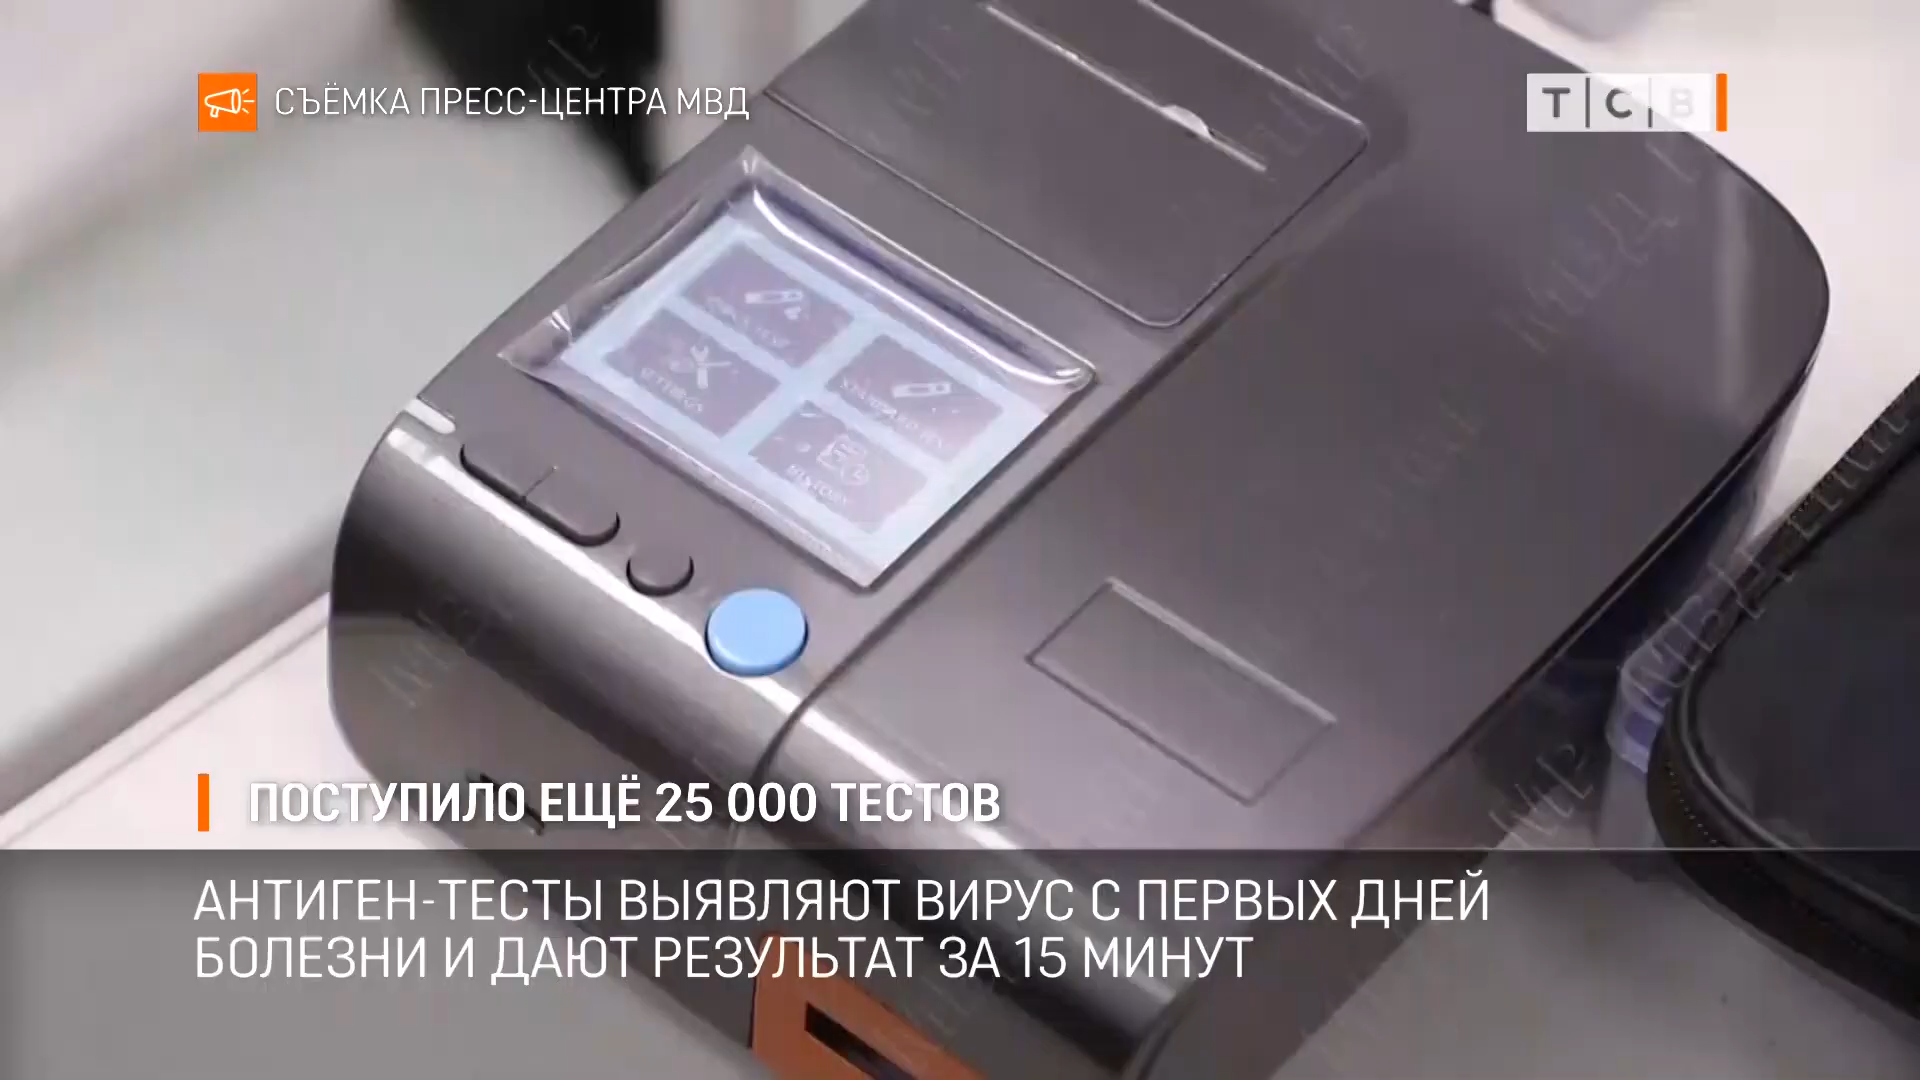 СЪЁМКА ПРЕСС-ЦЕНТРА МВД
ТСВ
HISTORY
ПОСТУПИЛО ЕЩЁ 25 000 ТЕСТОВ
АНТИГЕН-ТЕСТЫ ВЫЯВЛЯЮТ ВИРУС С ПЕРВЫХ ДНЕЙ
БОЛЕЗНИ И ДАЮТ РЕЗУЛЬТАТ ЗА 15 МИНУТ